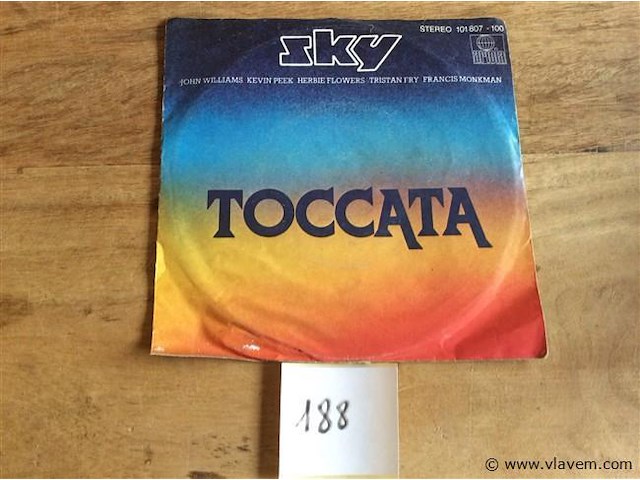 sky
STEREO 101 607 - 100
ariola
JOHN WILLIAMS KEVIN PEEK HERBIE FLOWERS TRISTAN FRY FRANCIS MONKMAN
TOCCATA
188
© www.vlavem.com